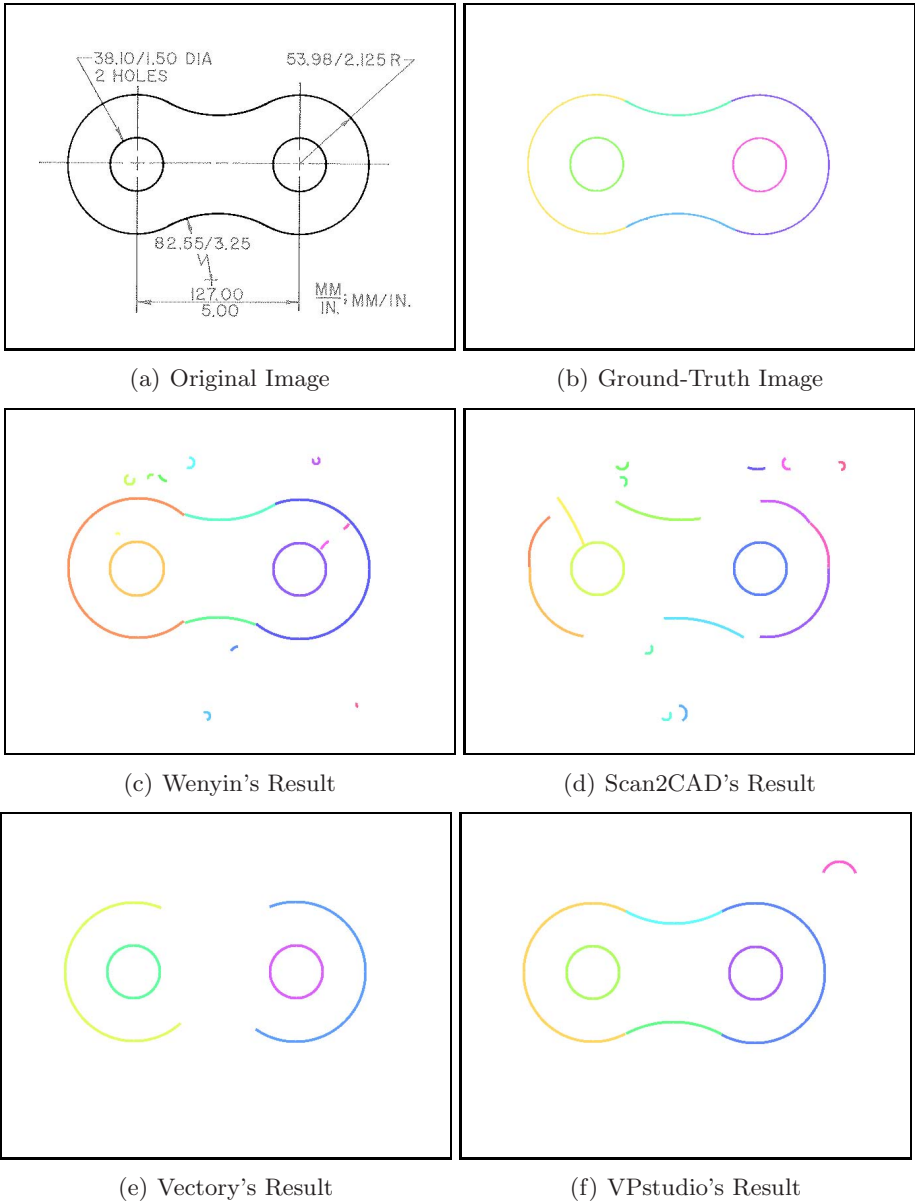 38.10/1.50 DIA
2 HOLES
53.98/2.125 R
82.55/3.25
127.00
5.00
MM
IN. ; MM/IN.
(a) Original Image
(b) Ground-Truth Image
(c) Wenyin's Result
(d) Scan2CAD's Result
(e) Vectory's Result
(f) VPstudio's Result